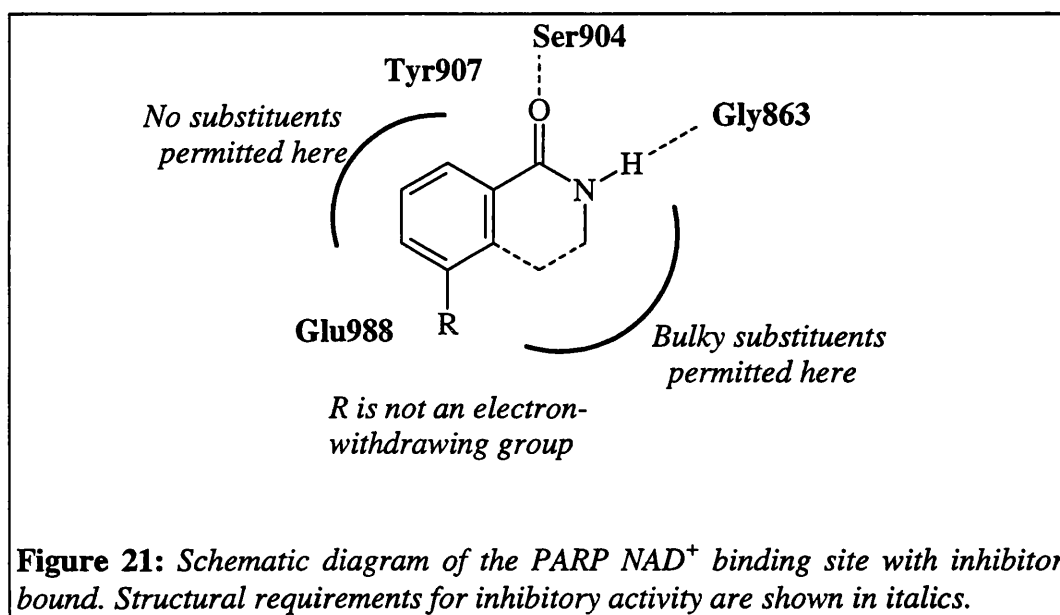 Ser904
Tyr907
O
Gly863
No substituents
permitted here
H
N
Glu988
R
Bulky substituents
permitted here
R is not an electron-
withdrawing group
Figure 21: Schematic diagram of the PARP NAD+ binding site with inhibitor
bound. Structural requirements for inhibitory activity are shown in italics.